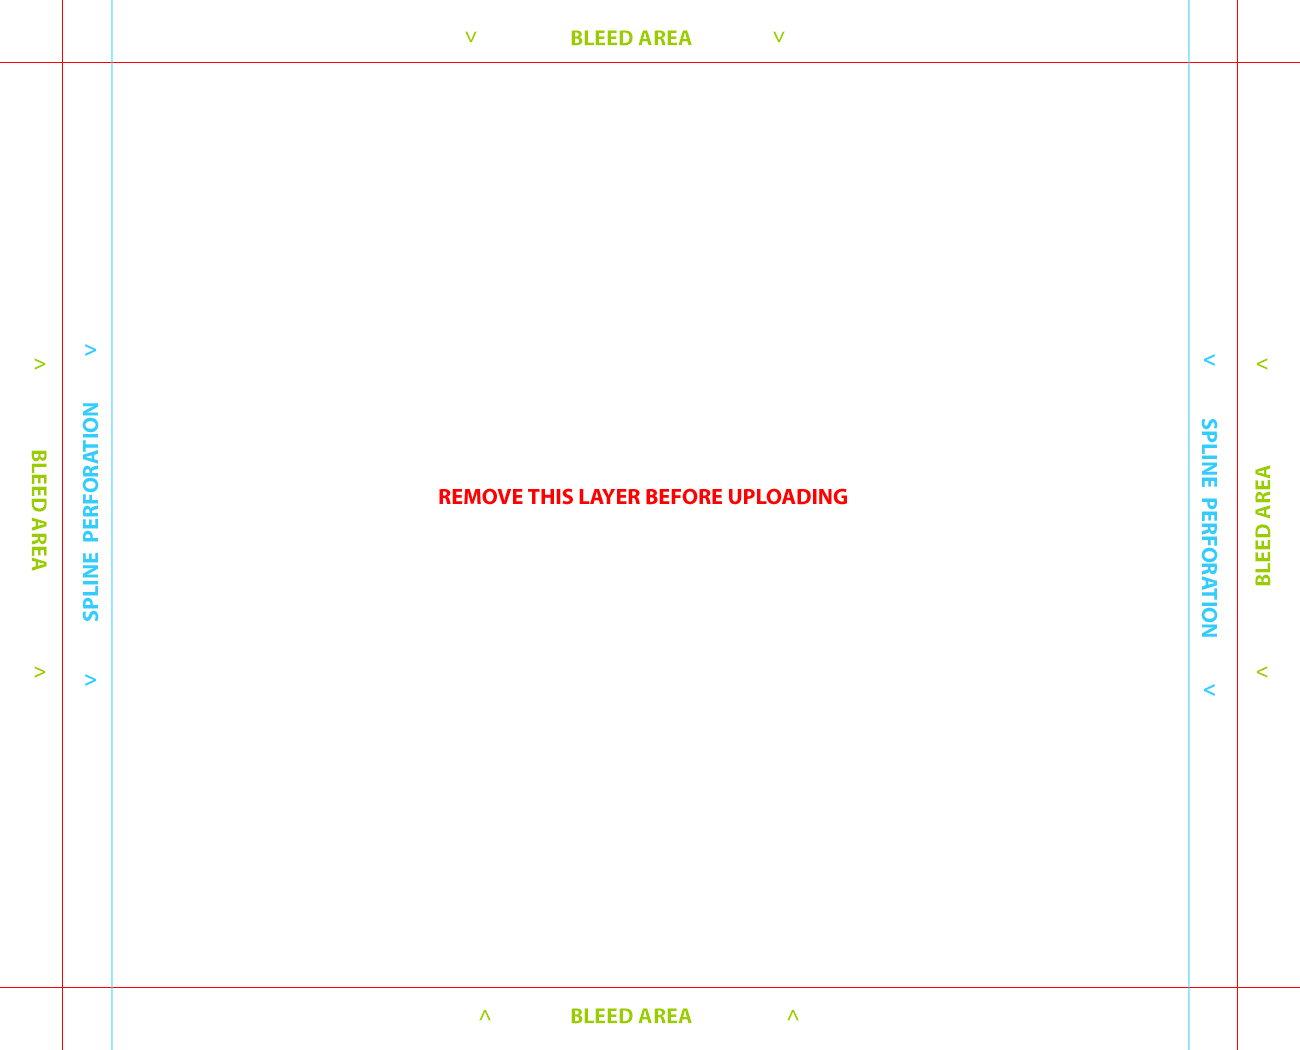 v BLEED AREA v
> BLEED AREA >
> SPLINE PERFORATION >
REMOVE THIS LAYER BEFORE UPLOADING
< SPLINE PERFORATION <
< BLEED AREA <
^ BLEED AREA ^